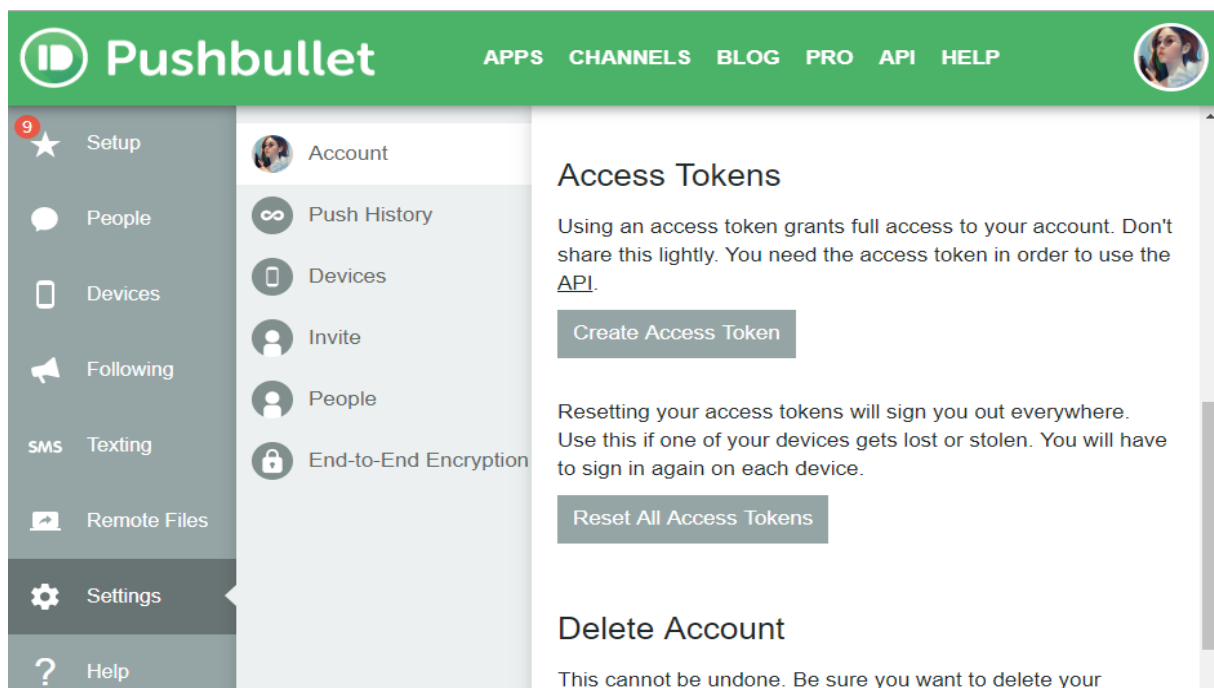 Pushbullet
APPS CHANNELS BLOG PRO API HELP
9
Setup
People
Devices
Following
SMS Texting
Remote Files
Settings
Help
Account
Push History
Devices
Invite
People
End-to-End Encryption
Access Tokens
Using an access token grants full access to your account. Don't
share this lightly. You need the access token in order to use the
API.
Create Access Token
Resetting your access tokens will sign you out everywhere.
Use this if one of your devices gets lost or stolen. You will have
to sign in again on each device.
Reset All Access Tokens
Delete Account
This cannot be undone. Be sure you want to delete your